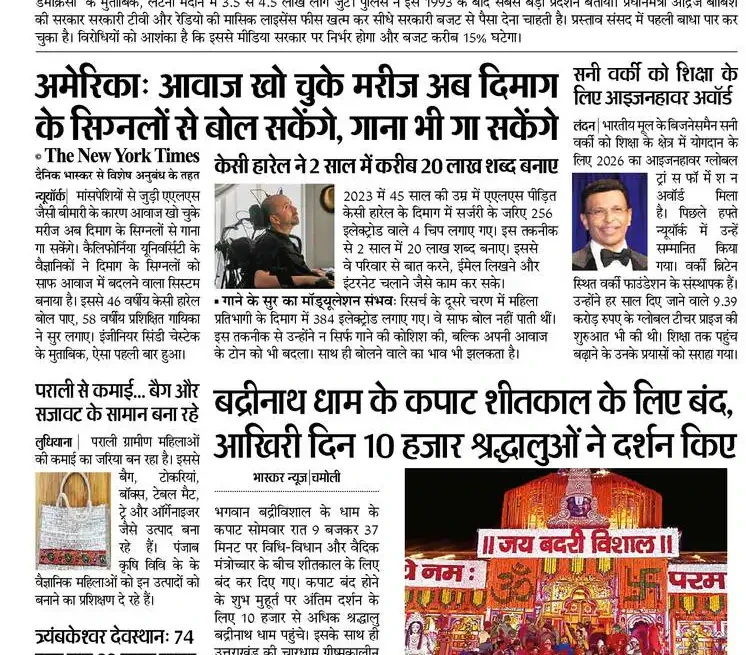 डेमोक्रेसी' के मुताबिक, लेटना मैदान में 3.5 से 4.5 लाख लोग जुटे। पुलिस ने इसे 1993 के बाद सबसे बड़ा प्रदर्शन बताया। प्रधानमंत्री आंद्रेज बाबिश
की सरकार सरकारी टीवी और रेडियो की मासिक लाइसेंस फीस खत्म कर सीधे सरकारी बजट से पैसा देना चाहती है। प्रस्ताव संसद में पहली बाधा पार कर
चुका है। विरोधियों को आशंका है कि इससे मीडिया सरकार पर निर्भर होगा और बजट करीब 15% घटेगा।
अमेरिकाः आवाज खो चुके मरीज अब दिमाग
के सिग्नलों से बोल सकेंगे, गाना भी गा सकेंगे
© The New York Times
दैनिक भास्कर से विशेष अनुबंध के तहत
न्यूयॉर्क| मांसपेशियों से जुड़ी एएलएस
जैसी बीमारी के कारण आवाज खो चुके
मरीज अब दिमाग के सिग्नलों से गाना
गा सकेंगे। कैलिफोर्निया यूनिवर्सिटी के
वैज्ञानिकों ने दिमाग के सिग्नलों को
साफ आवाज में बदलने वाला सिस्टम
बनाया है। इससे 46 वर्षीय केसी हारेल
बोल पाए, 58 वर्षीय प्रशिक्षित गायिका
ने सुर लगाए। इंजीनियर सिंडी चेस्टेक
के मुताबिक, ऐसा पहली बार हुआ।
केसी हारेल ने 2 साल में करीब 20 लाख शब्द बनाए
2023 में 45 साल की उम्र में एएलएस पीड़ित
केसी हारेल के दिमाग में सर्जरी के जरिए 256
इलेक्ट्रोड वाले 4 चिप लगाए गए। इस तकनीक
से 2 साल में 20 लाख शब्द बनाए। इससे
वे परिवार से बात करने, ईमेल लिखने और
इंटरनेट चलाने जैसे काम कर सके।
▪ गाने के सुर का मॉड्यूलेशन संभवः रिसर्च के दूसरे चरण में महिला
प्रतिभागी के दिमाग में 384 इलेक्ट्रोड लगाए गए। वे साफ बोल नहीं पाती थीं।
इस तकनीक से उन्होंने न सिर्फ गाने की कोशिश की, बल्कि अपनी आवाज
के टोन को भी बदला। साथ ही बोलने वाले का भाव भी झलकता है।
सनी वर्की को शिक्षा के
लिए आइजनहावर अवॉर्ड
लंदन| भारतीय मूल के बिजनेसमैन सनी
वर्की को शिक्षा के क्षेत्र में योगदान के
लिए 2026 का आइजनहावर ग्लोबल
ट्रांसफॉर्मेशन
अवॉर्ड मिला
है। पिछले हफ्ते
न्यूयॉर्क में उन्हें
सम्मानित किया
गया। वर्की ब्रिटेन
स्थित वर्की फाउंडेशन के संस्थापक हैं।
उन्होंने हर साल दिए जाने वाले 9.39
करोड़ रुपए के ग्लोबल टीचर प्राइज की
शुरुआत भी की थी। शिक्षा तक पहुंच
बढ़ाने के उनके प्रयासों को सराहा गया।
पराली से कमाई... बैग और
सजावट के सामान बना रहे
लुधियाना | पराली ग्रामीण महिलाओं
की कमाई का जरिया बन रहा है। इससे
बैग, टोकरियां,
बॉक्स, टेबल मैट,
ट्रे और ऑर्गेनाइजर
जैसे उत्पाद बना
रहे हैं। पंजाब
कृषि विवि के के
वैज्ञानिक महिलाओं को इन उत्पादों को
बनाने का प्रशिक्षण दे रहे हैं।
त्र्यंबकेश्वर देवस्थानः 74
बद्रीनाथ धाम के कपाट शीतकाल के लिए बंद,
आखिरी दिन 10 हजार श्रद्धालुओं ने दर्शन किए
भास्कर न्यूज|चमोली
भगवान बद्रीविशाल के धाम के
कपाट सोमवार रात 9 बजकर 37
मिनट पर विधि-विधान और वैदिक
मंत्रोच्चार के बीच शीतकाल के लिए
बंद कर दिए गए। कपाट बंद होने
के शुभ मुहूर्त पर अंतिम दर्शन के
लिए 10 हजार से अधिक श्रद्धालु
बद्रीनाथ धाम पहुंचे। इसके साथ ही
उत्तराखंड की चारधाम ग्रीष्मकालीन
॥ जय बदरी विशाल ॥
नमः ॐ परम